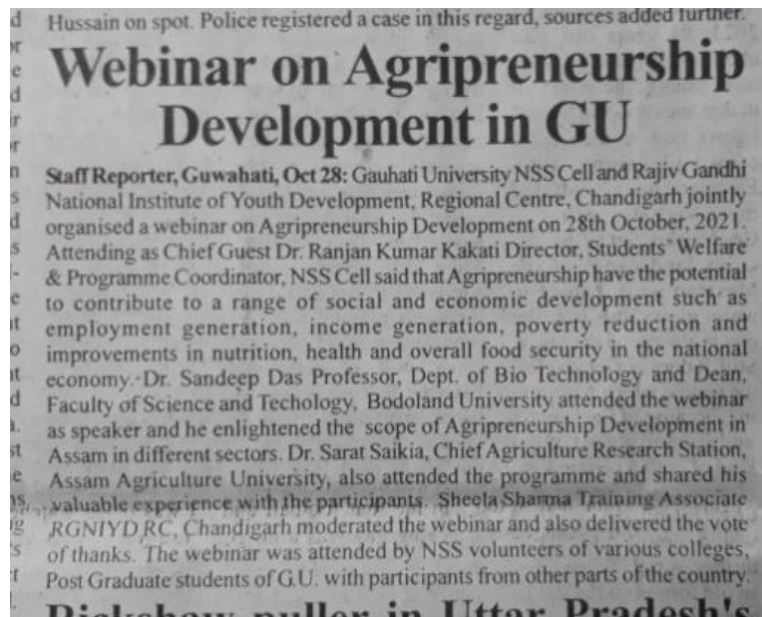 Hussain on spot. Police registered a case in this regard, sources added further.
Webinar on Agripreneurship
Development in GU
Staff Reporter, Guwahati, Oct 28: Gauhati University NSS Cell and Rajiv Gandhi
National Institute of Youth Development, Regional Centre, Chandigarh jointly
organised a webinar on Agripreneurship Development on 28th October, 2021.
Attending as Chief Guest Dr. Ranjan Kumar Kakati Director, Students' Welfare
& Programme Coordinator, NSS Cell said that Agripreneurship have the potential
to contribute to a range of social and economic development such as
employment generation, income generation, poverty reduction and
improvements in nutrition, health and overall food security in the national
economy.-Dr. Sandeep Das Professor, Dept. of Bio Technology and Dean,
Faculty of Science and Techology, Bodoland University attended the webinar
as speaker and he enlightened the scope of Agripreneurship Development in
Assam in different sectors. Dr. Sarat Saikia, Chief Agriculture Research Station,
Assam Agriculture University, also attended the programme and shared his
valuable experience with the participants. Sheela Sharma Training Associate
RGNIYD,RC, Chandigarh moderated the webinar and also delivered the vote
of thanks. The webinar was attended by NSS volunteers of various colleges,
Post Graduate students of G.U. with participants from other parts of the country.
Rickshaw puller in Uttar Pradesh's